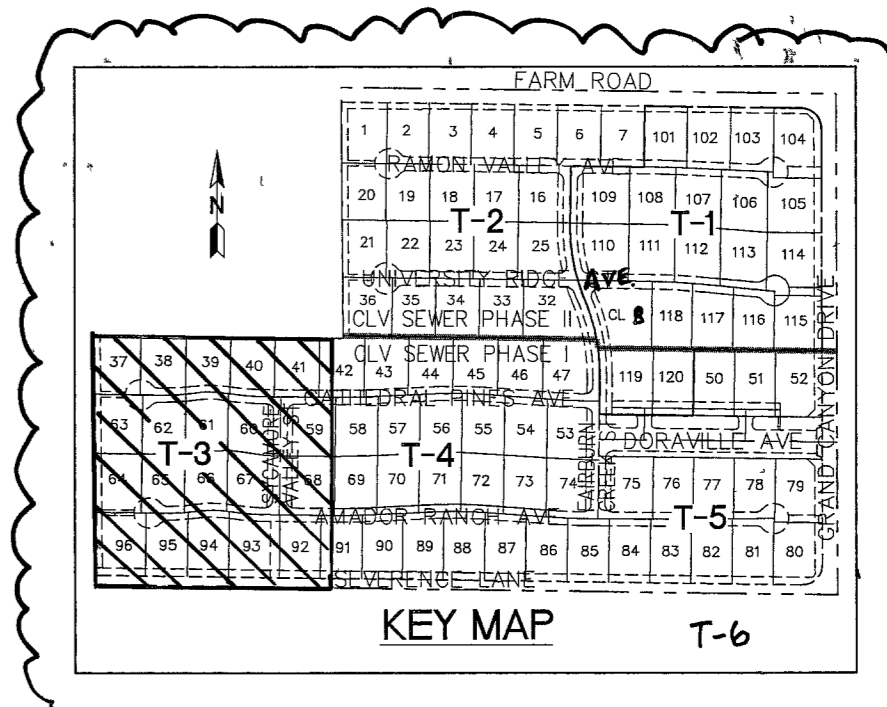 FARM ROAD
1 2 3 4 5 6 7 101 102 103 104
RAMON VALLEY AVE
20 19 18 17 16 109 108 107 106 105
T-2 T-1
21 22 23 24 25 110 111 112 113 114
UNIVERSITY RIDGE AVE.
36 35 34 33 32 CL 118 117 116 115
CLV SEWER PHASE II
CLV SEWER PHASE I
37 38 39 40 41 42 43 44 45 46 47 119 120 50 51 52
CATHEDRAL PINES AVE
63 62 61 60 59 58 57 56 55 54 53
DORAVILLE AVE
SYCAMORE
VALLEY ST
T-3 T-4
FAIRBURN
CREEK ST
GRAND CANYON DRIVE
64 65 66 67 68 69 70 71 72 73 74 75 76 77 78 79
AMADOR RANCH AVE
T-5
96 95 94 93 92 91 90 89 88 87 86 85 84 83 82 81 80
SEVERENCE LANE
N
KEY MAP
T-6